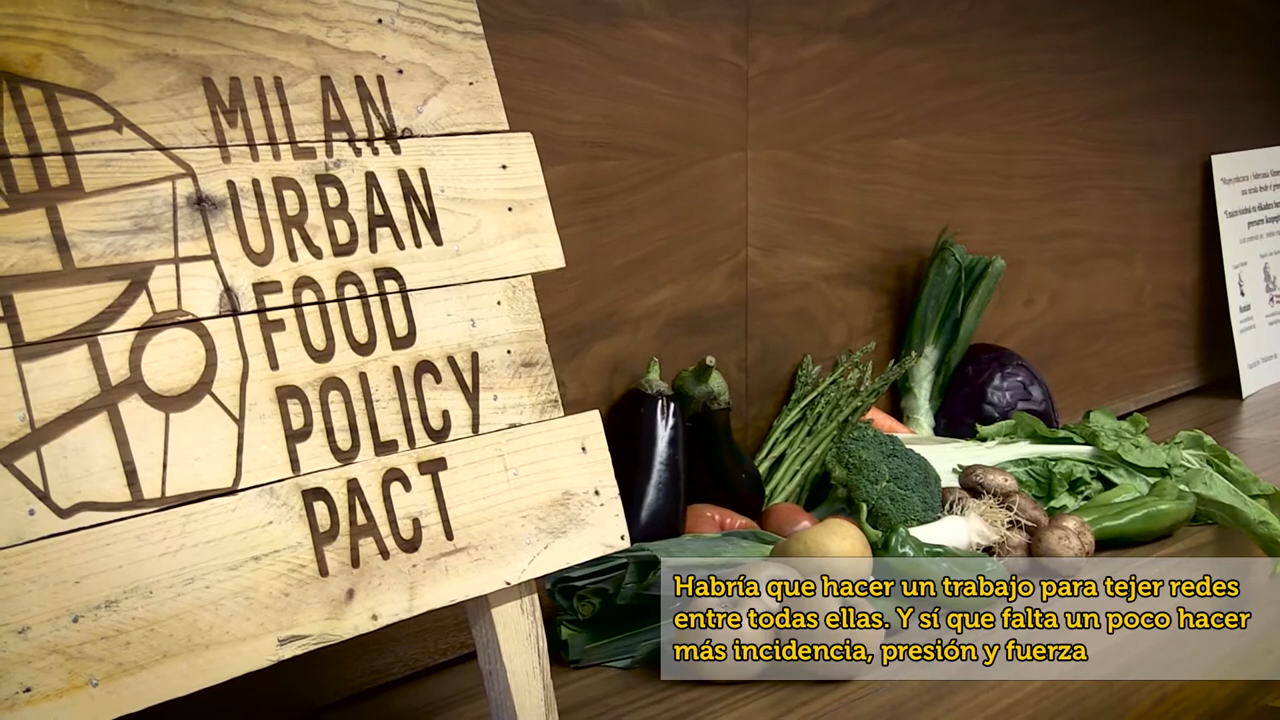 MILAN
URBAN
FOOD
POLICY
PACT
Habría que hacer un trabajo para tejer redes
entre todas ellas. Y sí que falta un poco hacer
más incidencia, presión y fuerza